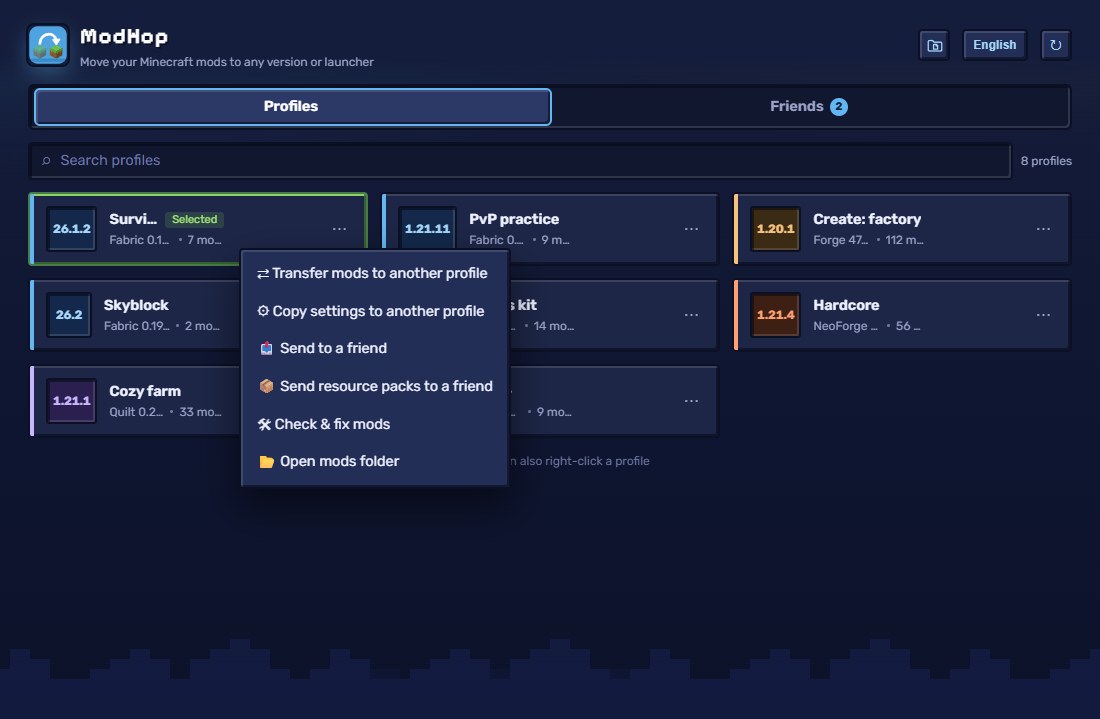 ModHop
Move your Minecraft mods to any version or launcher
English
Profiles
Friends 2
Search profiles
8 profiles
26.1.2
Survi...
Selected
Fabric 0.1... • 7 mo...
...
1.21.11
PvP practice
Fabric 0.... • 9 m...
...
1.20.1
Create: factory
Forge 47... • 112 m...
...
26.2
Skyblock
Fabric 0.19... • 2 mo...
s kit
... • 14 mo...
...
1.21.4
Hardcore
NeoForge ... • 56 ...
...
1.21.1
Cozy farm
Quilt 0.2... • 33 mo...
... • 9 mo...
...
Transfer mods to another profile
Copy settings to another profile
Send to a friend
Send resource packs to a friend
Check & fix mods
Open mods folder
n also right-click a profile